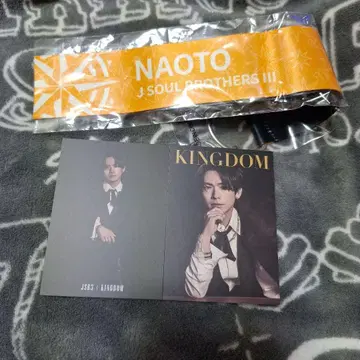 NAOTO
J SOUL BROTHERS III
KINGDOM
JSB3 × KINGDOM